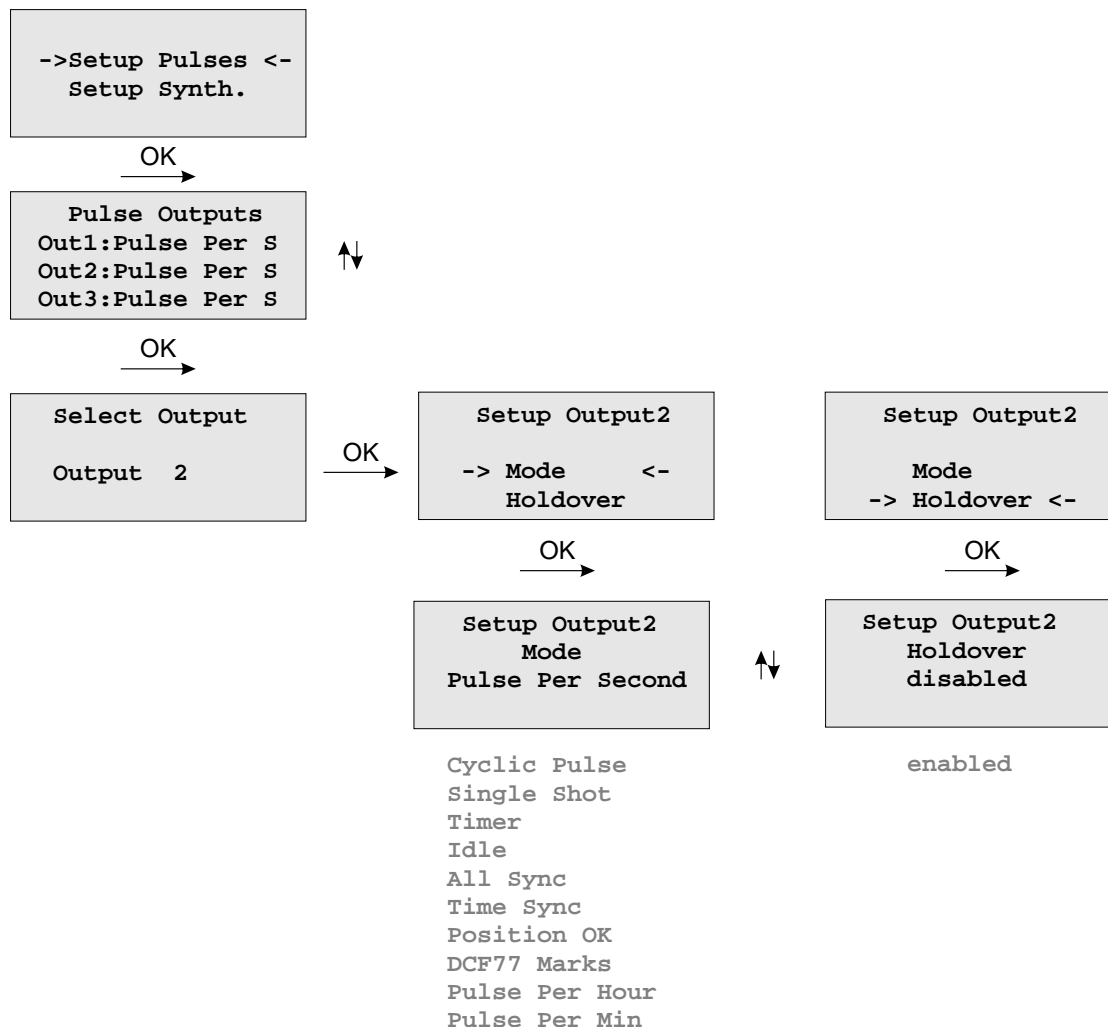 ->Setup Pulses <-
Setup Synth.
OK
Pulse Outputs
Out1:Pulse Per S
Out2:Pulse Per S
Out3:Pulse Per S
OK
Select Output
Output 2
OK
Setup Output2
-> Mode <-
Holdover
OK
Setup Output2
Mode
Pulse Per Second
Cyclic Pulse
Single Shot
Timer
Idle
All Sync
Time Sync
Position OK
DCF77 Marks
Pulse Per Hour
Pulse Per Min
Setup Output2
Mode
-> Holdover <-
OK
Setup Output2
Holdover
disabled
enabled